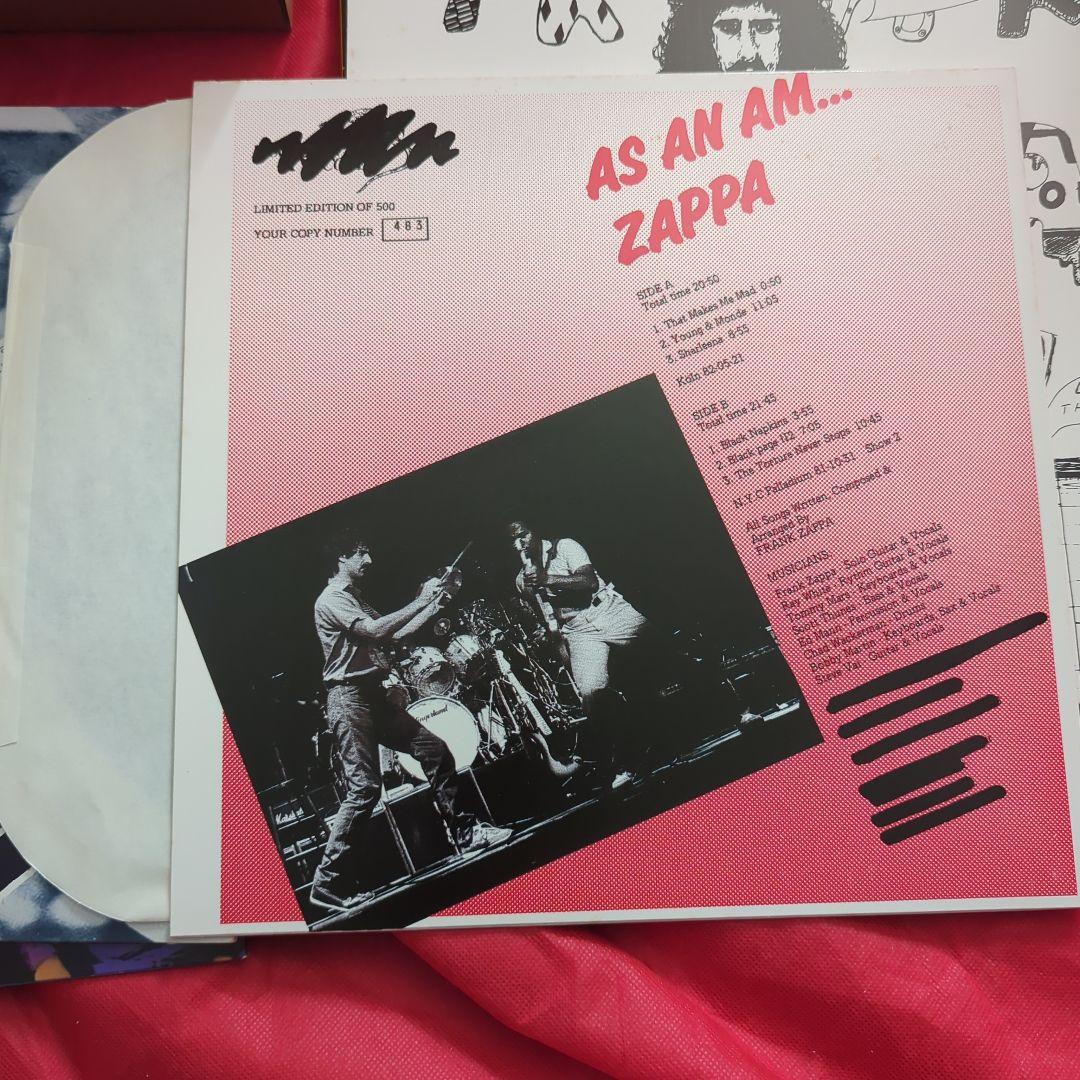 LIMITED EDITION OF 500
YOUR COPY NUMBER 483
AS AN AM...
ZAPPA
SIDE A
Total time 20:50
1. That Makes Me Mad 0:50
2. Young & Monde 11:05
3. Sharleena 8:55
Köln 82-05-21
SIDE B
Total time 21:45
1. Black Napkins 3:55
2. Black page #2 7:05
3. The Torture Never Stops 10:45
N.Y.C Palladium 81-10-31 Show 2
All Songs Written, Composed &
Arranged by
FRANK ZAPPA
MUSICIANS:
Frank Zappa, Solo Guitar & Vocals
Ray White, Rytm, Guitar & Vocals
Tommy Mars, Keyboards & Vocals
Scott Thunes, Bass & Vocals
Ed Mann, Percusion & Vocals
Chad Wackerman, Drums
Bobby Martin, Keyboards, Sax & Vocals
Steve Vai, Guitar & Vocals
Marshall